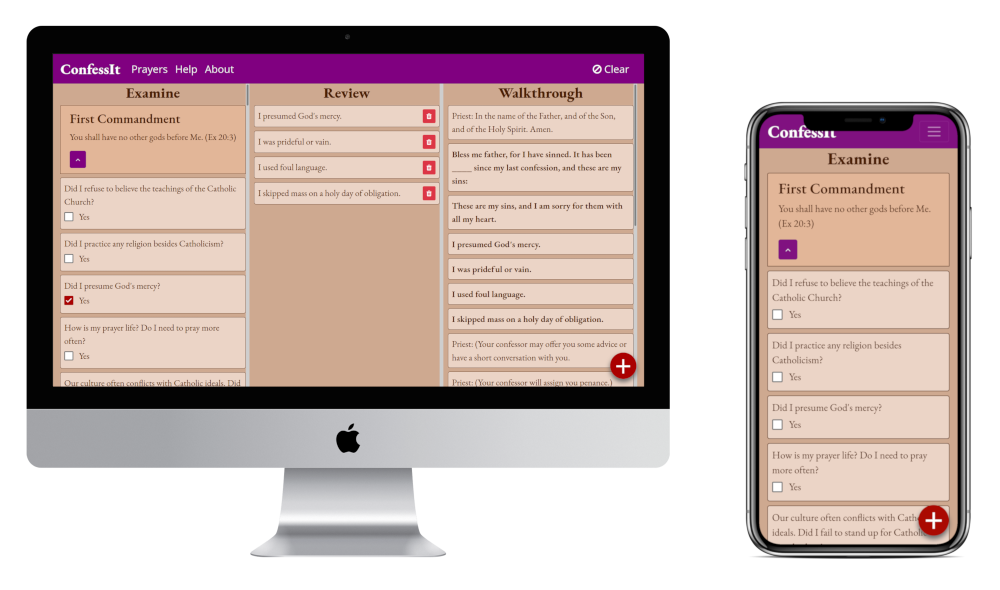 ConfessIt Prayers Help About Clear
Examine
First Commandment
You shall have no other gods before Me. (Ex 20:3)
Did I refuse to believe the teachings of the Catholic
Church?
Yes
Did I practice any religion besides Catholicism?
Yes
Did I presume God's mercy?
Yes
How is my prayer life? Do I need to pray more
often?
Yes
Our culture often conflicts with Catholic ideals. Did
Review
I presumed God's mercy.
I was prideful or vain.
I used foul language.
I skipped mass on a holy day of obligation.
Walkthrough
Priest: In the name of the Father, and of the Son,
and of the Holy Spirit. Amen.
Bless me father, for I have sinned. It has been
____ since my last confession, and these are my
sins:
These are my sins, and I am sorry for them with
all my heart.
I presumed God's mercy.
I was prideful or vain.
I used foul language.
I skipped mass on a holy day of obligation.
Priest: (Your confessor may offer you some advice or
have a short conversation with you.
Priest: (Your confessor will assign you penance.)
ConfessIt
Examine
First Commandment
You shall have no other gods before Me.
(Ex 20:3)
Did I refuse to believe the teachings of the
Catholic Church?
Yes
Did I practice any religion besides
Catholicism?
Yes
Did I presume God's mercy?
Yes
How is my prayer life? Do I need to pray
more often?
Yes
Our culture often conflicts with Cath
ideals. Did I fail to stand up for Catholic